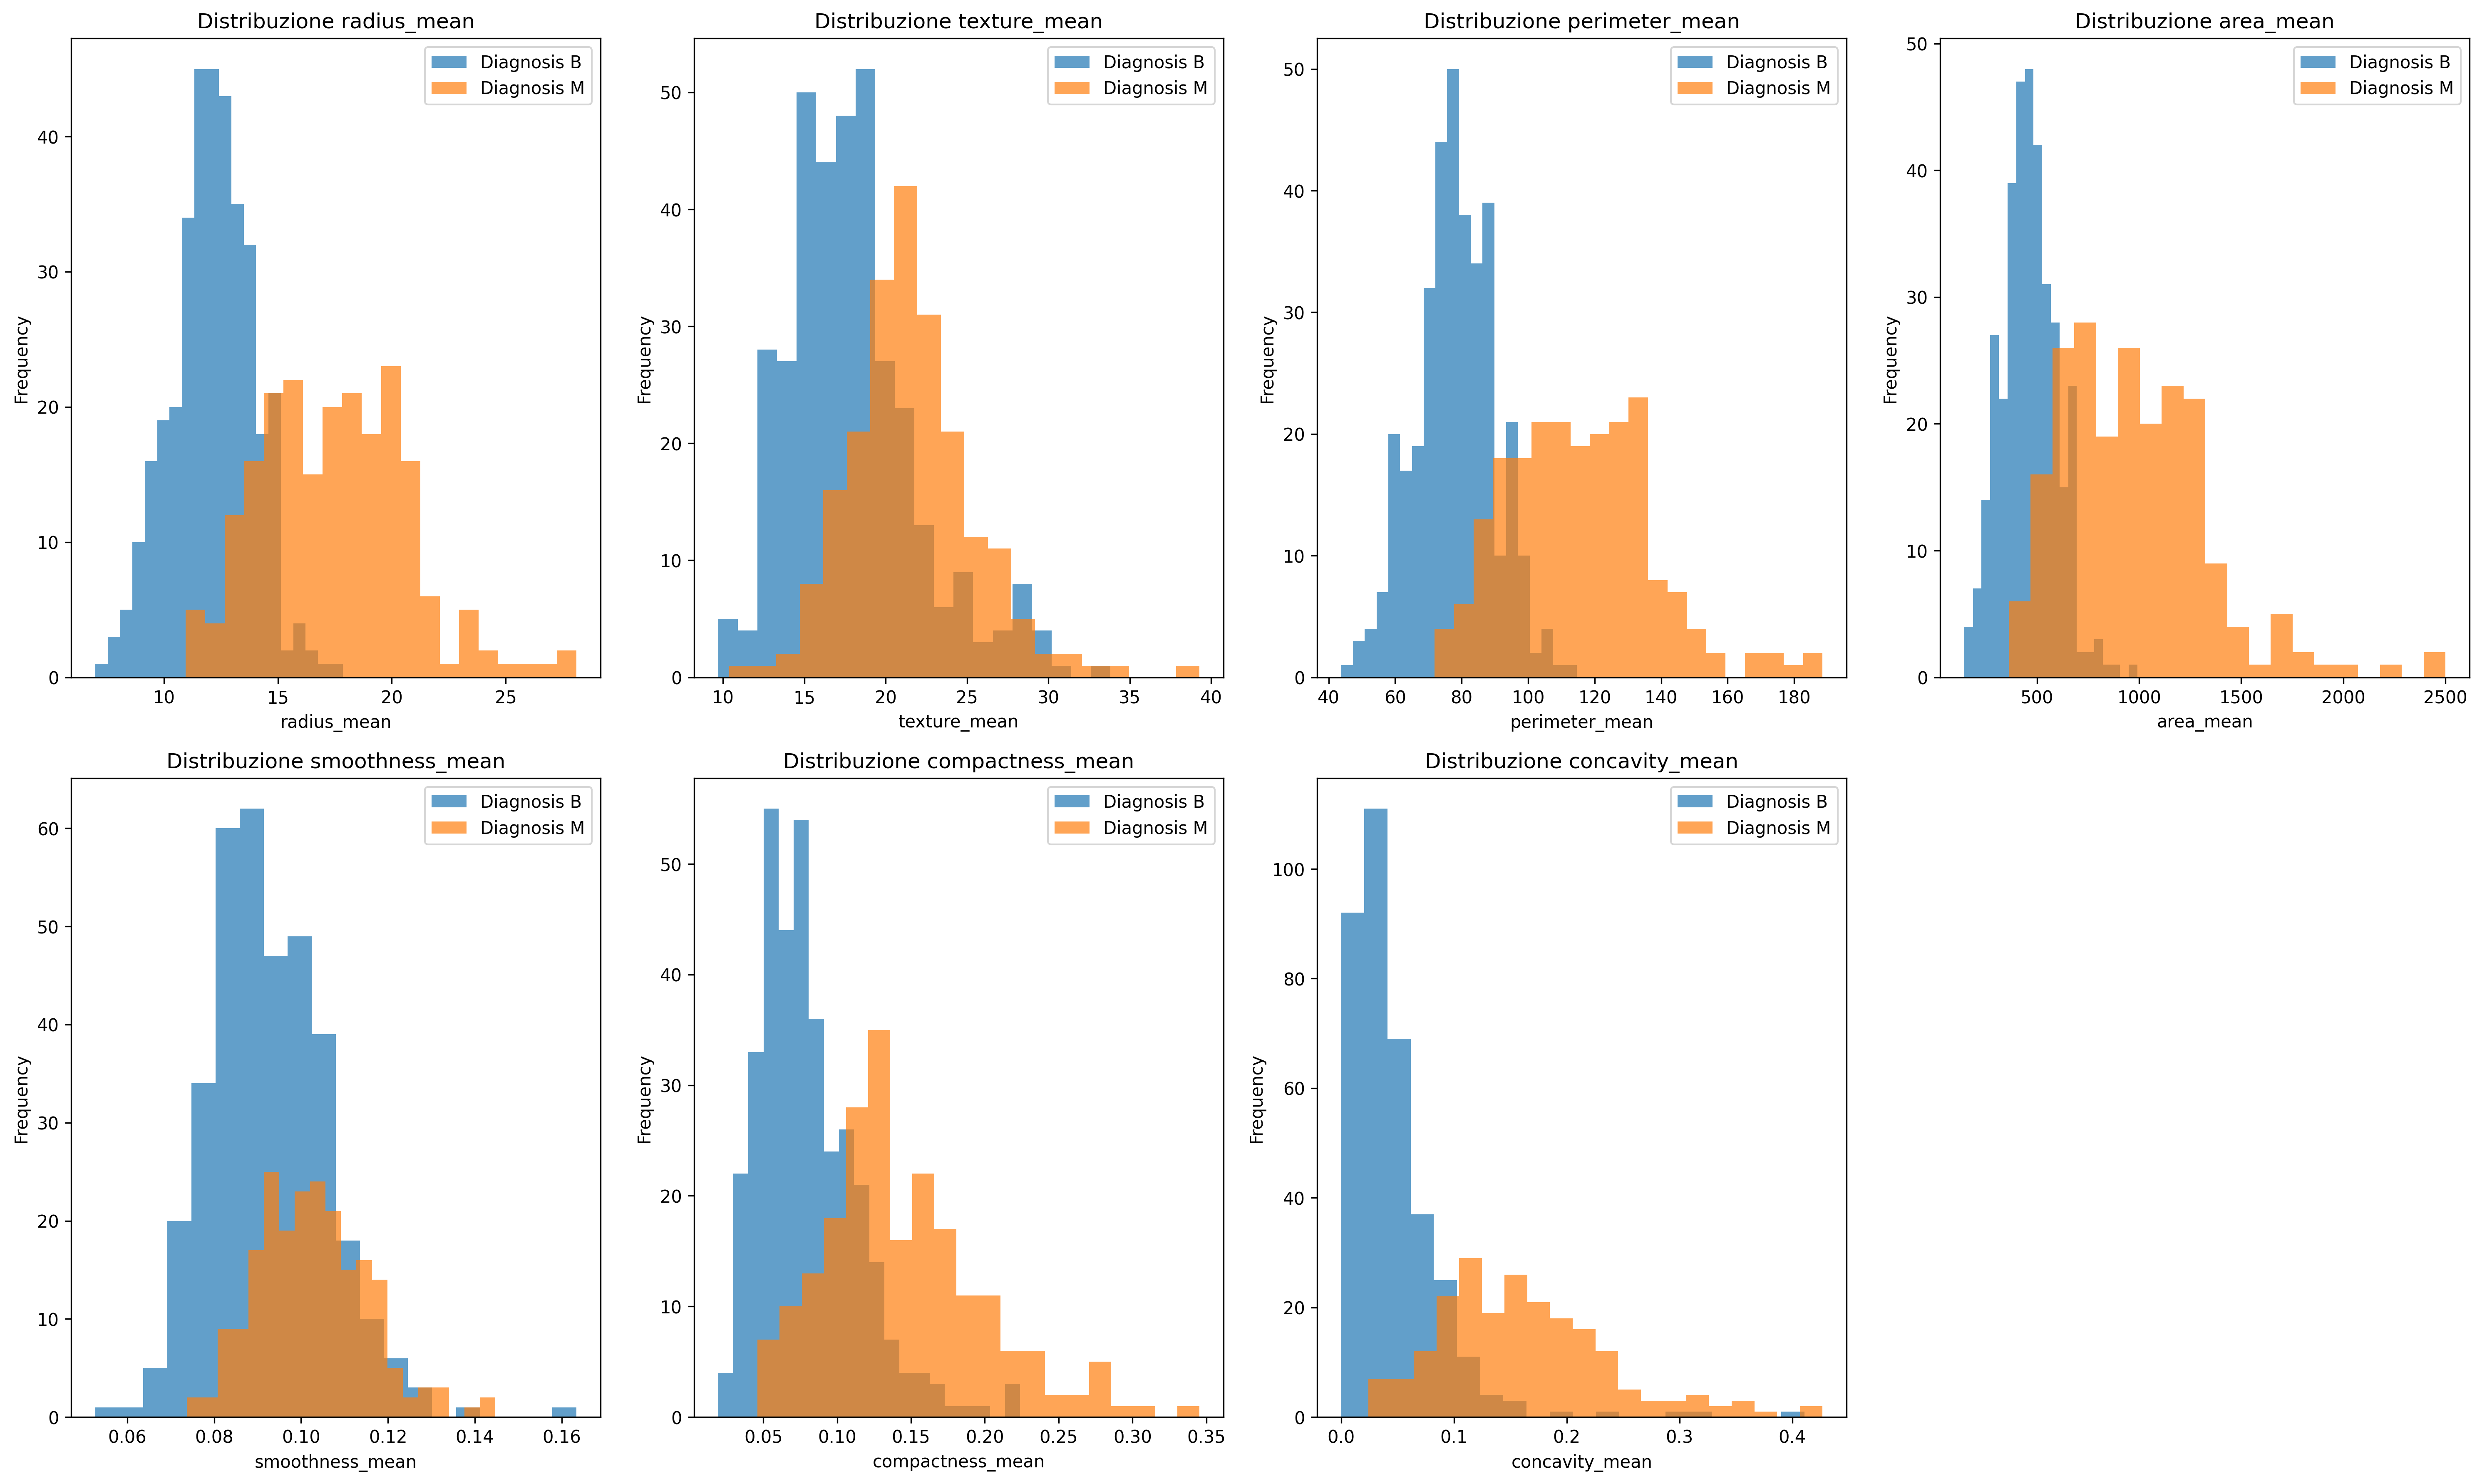 Distribuzione radius_mean
Diagnosis B
Diagnosis M
Frequency
40
30
20
10
0
10 15 20 25
radius_mean
Distribuzione texture_mean
Diagnosis B
Diagnosis M
Frequency
50
40
30
20
10
0
10 15 20 25 30 35 40
texture_mean
Distribuzione perimeter_mean
Diagnosis B
Diagnosis M
Frequency
50
40
30
20
10
0
40 60 80 100 120 140 160 180
perimeter_mean
Distribuzione area_mean
Diagnosis B
Diagnosis M
Frequency
50
40
30
20
10
0
500 1000 1500 2000 2500
area_mean
Distribuzione smoothness_mean
Diagnosis B
Diagnosis M
Frequency
60
50
40
30
20
10
0
0.06 0.08 0.10 0.12 0.14 0.16
smoothness_mean
Distribuzione compactness_mean
Diagnosis B
Diagnosis M
Frequency
50
40
30
20
10
0
0.05 0.10 0.15 0.20 0.25 0.30 0.35
compactness_mean
Distribuzione concavity_mean
Diagnosis B
Diagnosis M
Frequency
100
80
60
40
20
0
0.0 0.1 0.2 0.3 0.4
concavity_mean